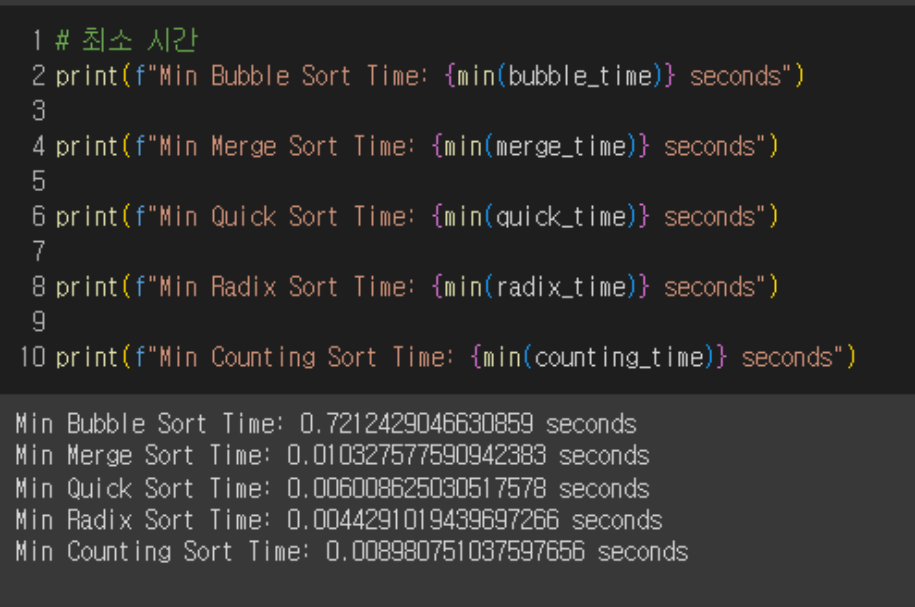 1 # 최소 시간
2 print(f"Min Bubble Sort Time: {min(bubble_time)} seconds")
3
4 print(f"Min Merge Sort Time: {min(merge_time)} seconds")
5
6 print(f"Min Quick Sort Time: {min(quick_time)} seconds")
7
8 print(f"Min Radix Sort Time: {min(radix_time)} seconds")
9
10 print(f"Min Counting Sort Time: {min(counting_time)} seconds")
Min Bubble Sort Time: 0.7212429046630859 seconds
Min Merge Sort Time: 0.010327577590942383 seconds
Min Quick Sort Time: 0.006008625030517578 seconds
Min Radix Sort Time: 0.0044291019439697266 seconds
Min Counting Sort Time: 0.008980751037597656 seconds